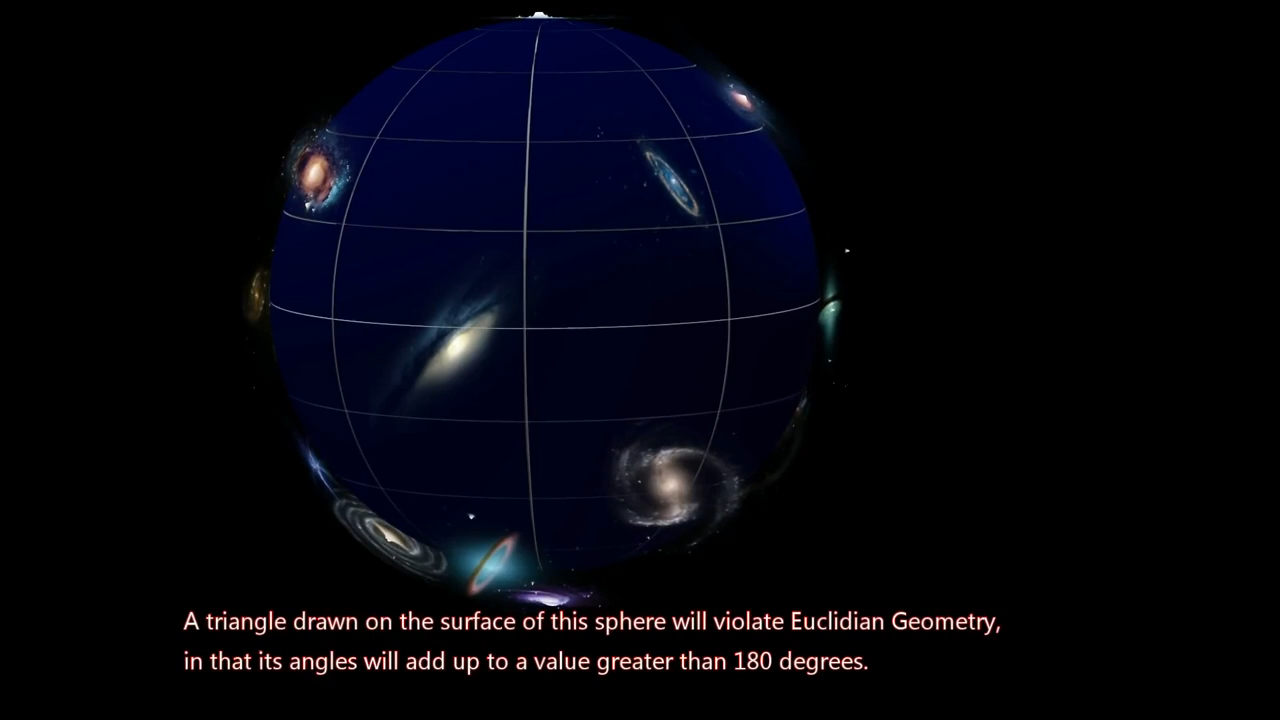 A triangle drawn on the surface of this sphere will violate Euclidian Geometry,
in that its angles will add up to a value greater than 180 degrees.